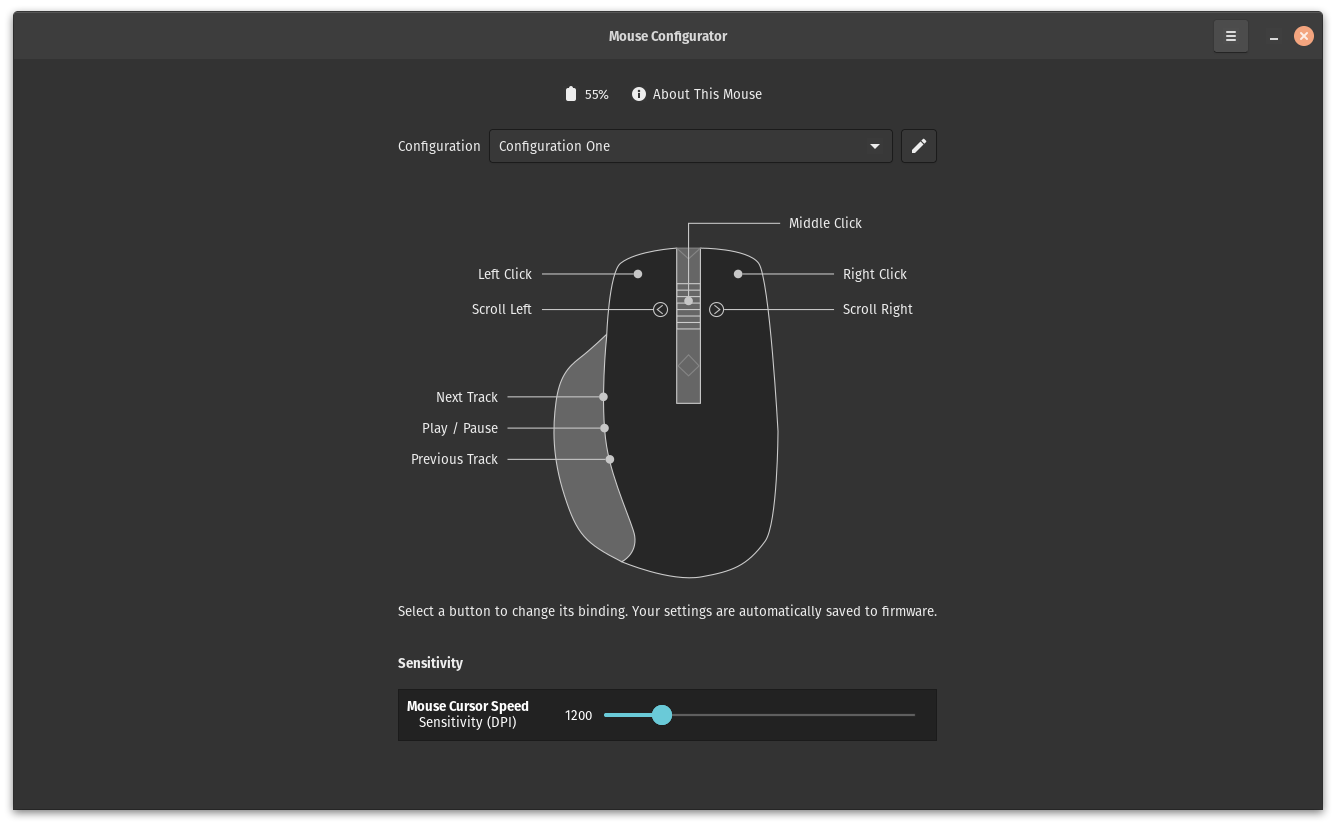 Mouse Configurator
55% About This Mouse
Configuration Configuration One
Middle Click
Left Click Right Click
Scroll Left Scroll Right
Next Track
Play / Pause
Previous Track
Select a button to change its binding. Your settings are automatically saved to firmware.
Sensitivity
Mouse Cursor Speed
Sensitivity (DPI) 1200